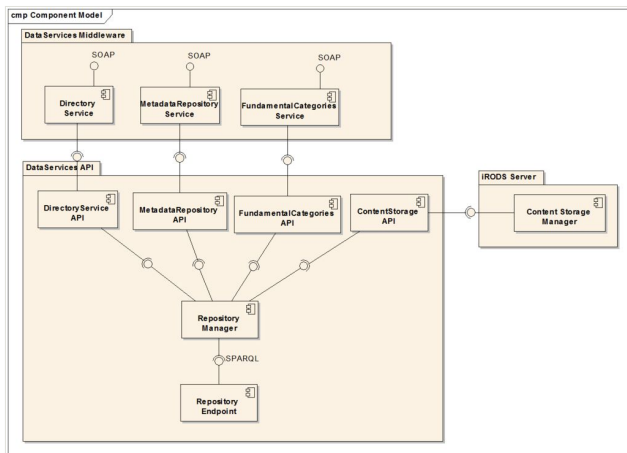 cmp Component Model
DataServices Middleware
SOAP
SOAP
SOAP
Directory
Service
MetadataRepository
Service
FundamentalCategories
Service
DataServices API
DirectoryService
API
MetadataRepository
API
FundamentalCategories
API
ContentStorage
API
iRODS Server
Content Storage
Manager
Repository
Manager
SPARQL
Repository
Endpoint